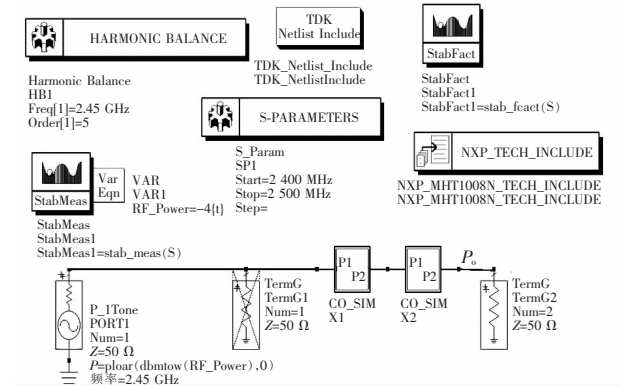 HARMONIC BALANCE
Harmonic Balance
HB1
Freq[1]=2.45 GHz
Order[1]=5
TDK
Netlist Include
TDK_Netlist_Include
TDK_NetlistInclude
StabFact
StabFact
StabFact1
StabFact1=stab_fcact(S)
S-PARAMETERS
S_Param
SP1
Start=2 400 MHz
Stop=2 500 MHz
Step=
NXP_TECH_INCLUDE
NXP_MHT1008N_TECH_INCLUDE
NXP_MHT1008N_TECH_INCLUDE
StabMeas
StabMeas
StabMeas1
StabMeas1=stab_meas(S)
Var
Eqn
VAR
VAR1
RF_Power=-4{t}
P_1Tone
PORT1
Num=1
Z=50 Ω
P=ploar(dbmtow(RF_Power),0)
频率=2.45 GHz
TermG
TermG1
Num=1
Z=50 Ω
P1
P2
CO_SIM
X1
P1
P2
CO_SIM
X2
Po
TermG
TermG2
Num=2
Z=50 Ω